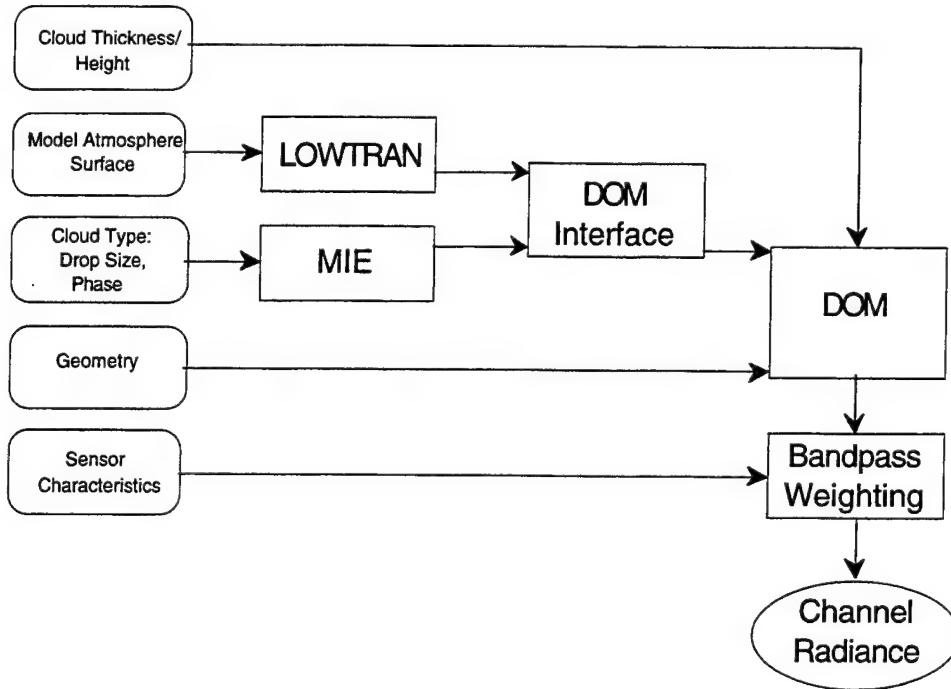 Cloud Thickness/
Height
Model Atmosphere
Surface
LOWTRAN
DOM
Interface
Cloud Type:
Drop Size,
Phase
MIE
DOM
Geometry
Sensor
Characteristics
Bandpass
Weighting
Channel
Radiance